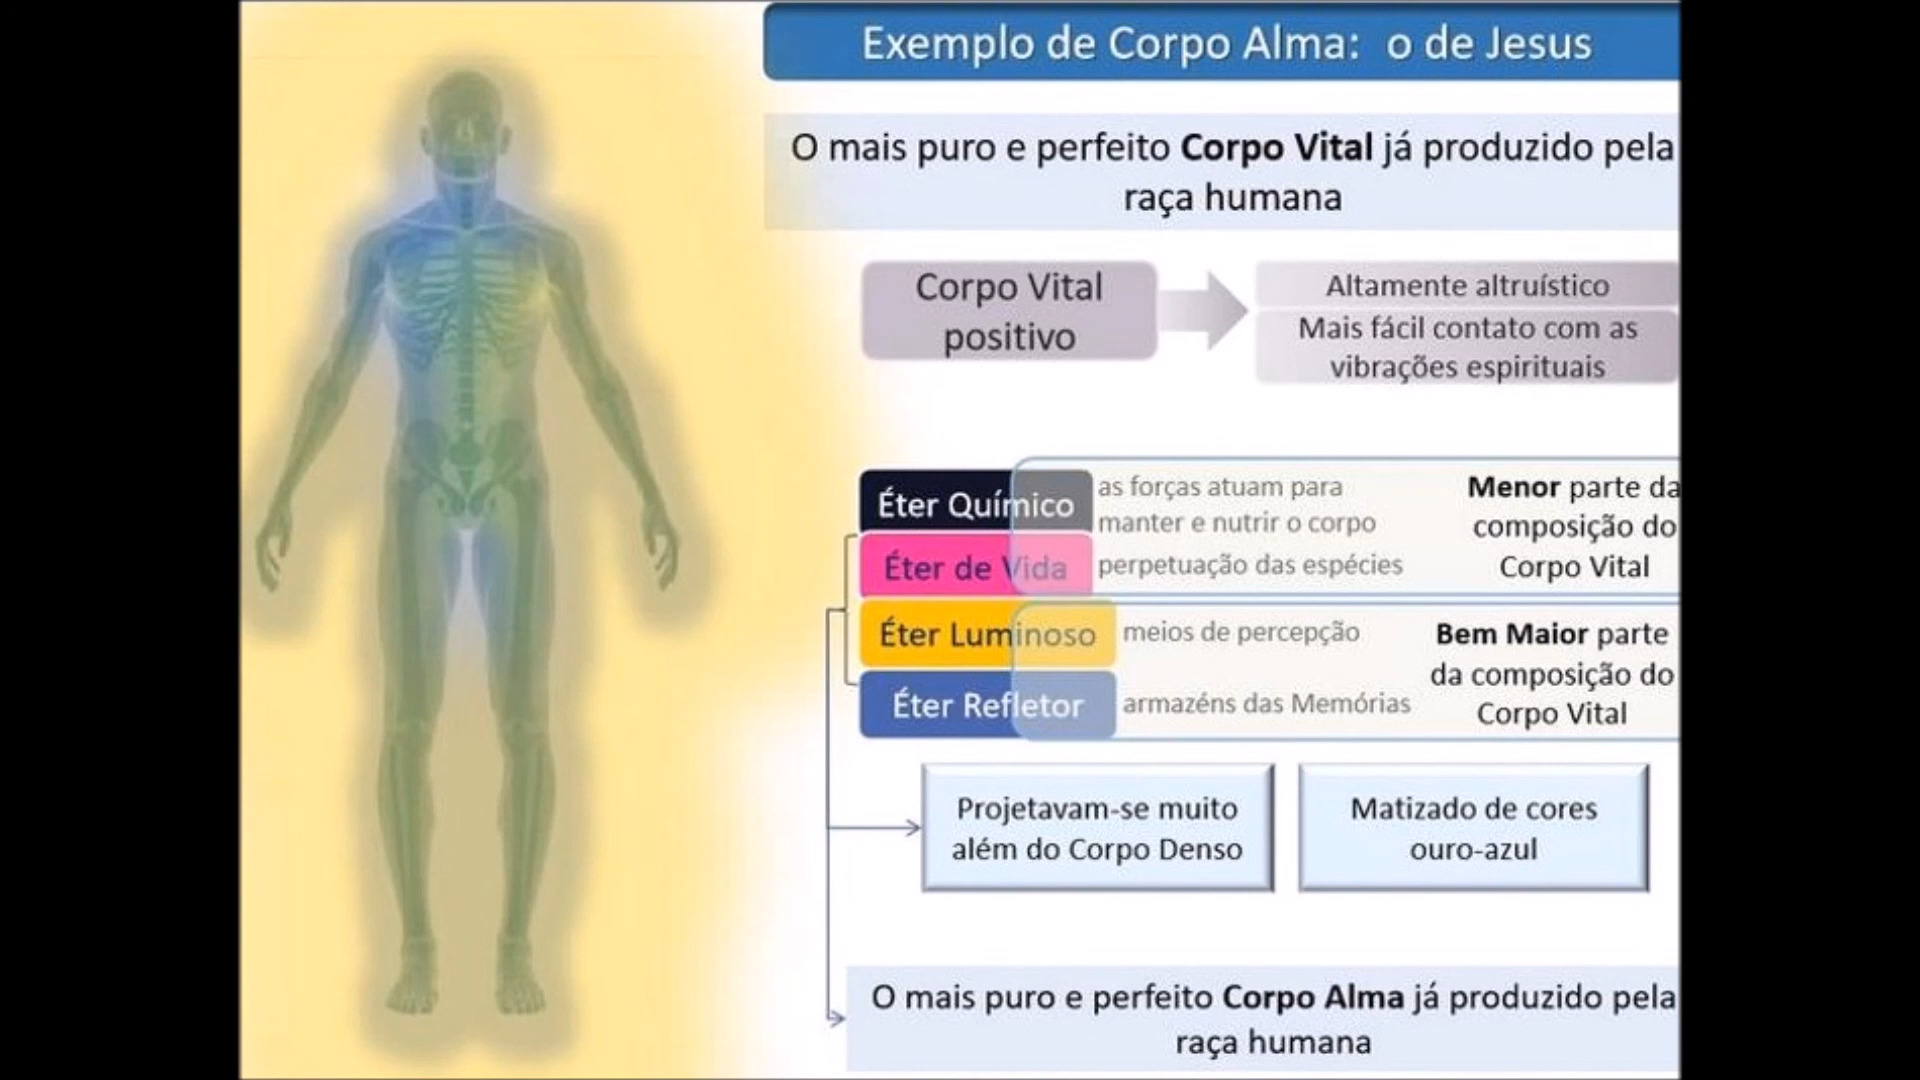 Exemplo de Corpo Alma: o de Jesus
O mais puro e perfeito Corpo Vital já produzido pela
raça humana
Corpo Vital
positivo
Altamente altruístico
Mais fácil contato com as
vibrações espirituais
Éter Químico
as forças atuam para
manter e nutrir o corpo
Éter de Vida
perpetuação das espécies
Menor parte da
composição do
Corpo Vital
Éter Luminoso
meios de percepção
Éter Refletor
armazéns das Memórias
Bem Maior parte
da composição do
Corpo Vital
Projetavam-se muito
além do Corpo Denso
Matizado de cores
ouro-azul
O mais puro e perfeito Corpo Alma já produzido pela
raça humana